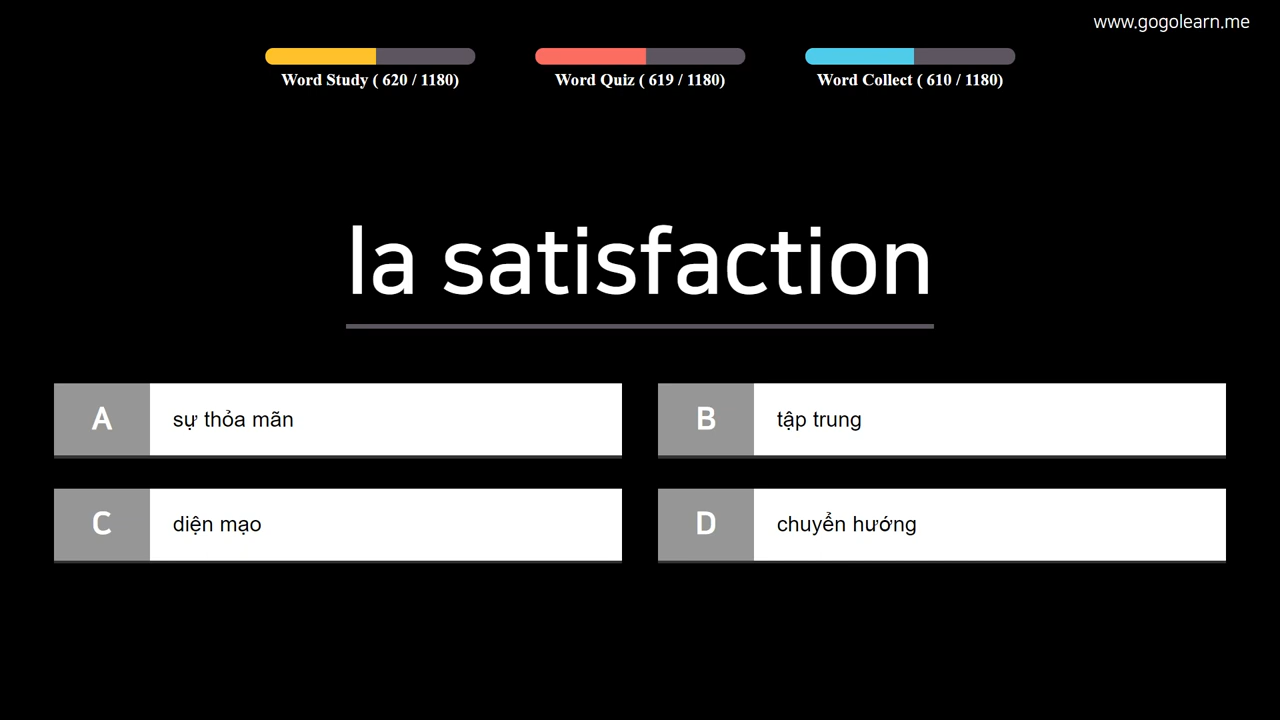 www.gogolearn.me
Word Study ( 620 / 1180)
Word Quiz ( 619 / 1180)
Word Collect ( 610 / 1180)
la satisfaction
A sự thỏa mãn
B tập trung
C diện mạo
D chuyển hướng